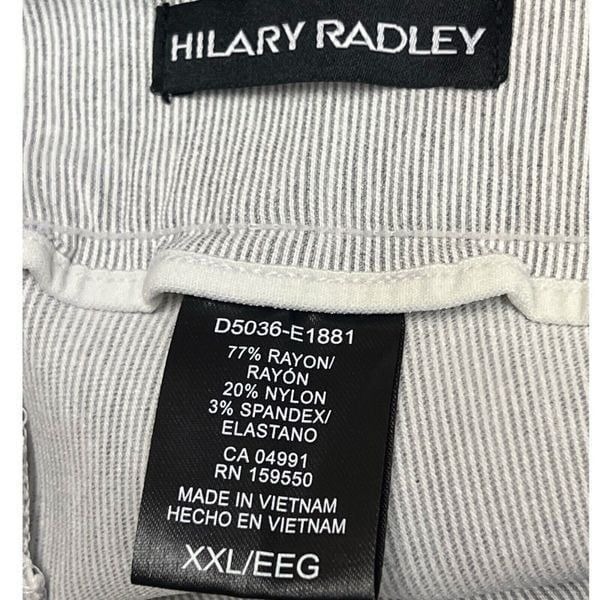 HILARY RADLEY
D5036-E1881
77% RAYON/
RAYÓN
20% NYLON
3% SPANDEX/
ELASTANO
CA 04991
RN 159550
MADE IN VIETNAM
HECHO EN VIETNAM
XXL/EEG